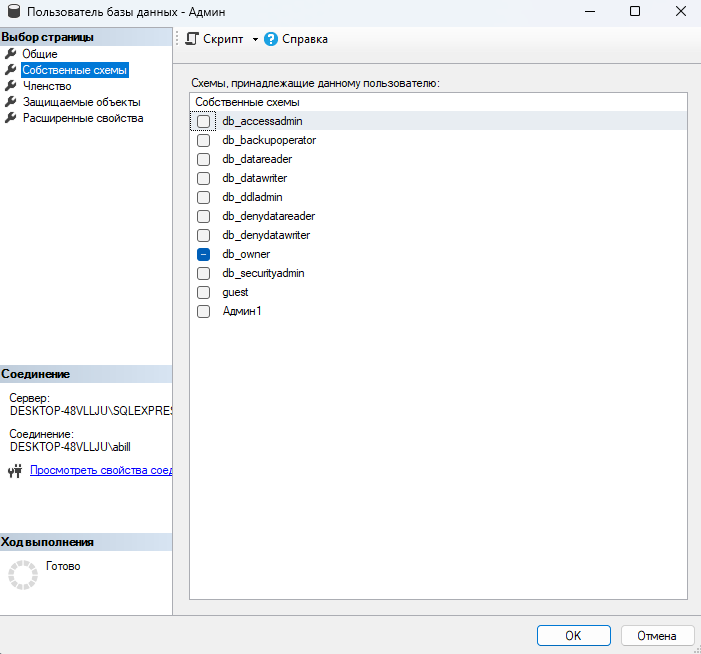 Пользователь базы данных - Админ
Выбор страницы
Общие
Собственные схемы
Членство
Защищаемые объекты
Расширенные свойства
Скрипт
Справка
Схемы, принадлежащие данному пользователю:
Собственные схемы
db_accessadmin
db_backupoperator
db_datareader
db_datawriter
db_ddladmin
db_denydatareader
db_denydatawriter
db_owner
db_securityadmin
guest
Админ1
Соединение
Сервер:
DESKTOP-48VLLJU\SQLEXPRES
Соединение:
DESKTOP-48VLLJU\abill
Просмотреть свойства соед
Ход выполнения
Готово
OK
Отмена